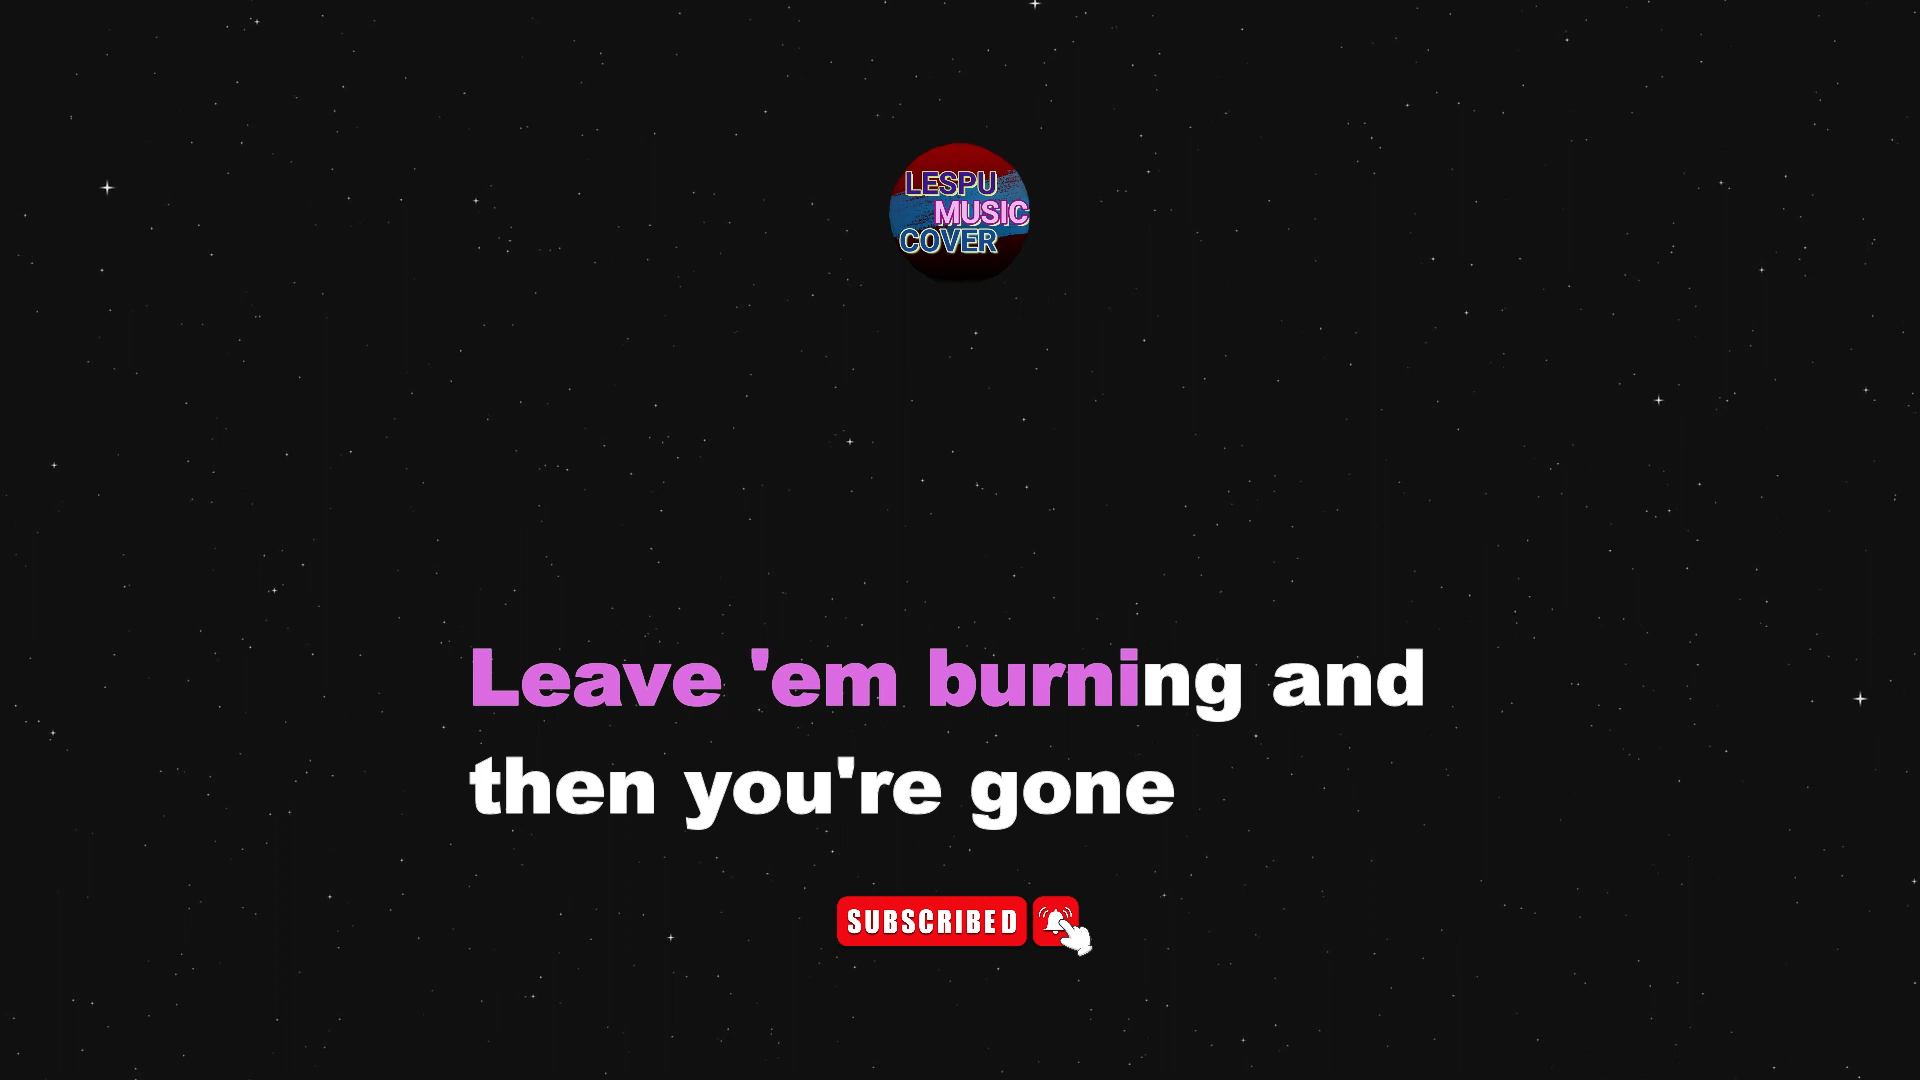 LESPU
MUSIC
COVER
Leave 'em burning and
then you're gone
SUBSCRIBED